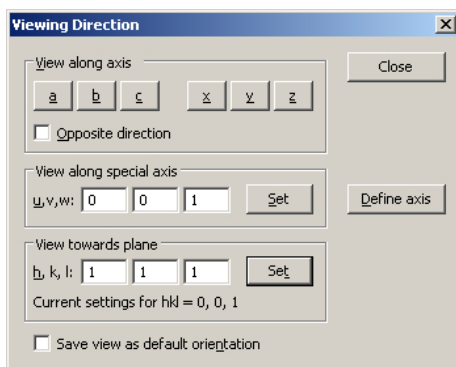 Viewing Direction
View along axis
a b c x y z
Close
Opposite direction
View along special axis
u,v,w: 0 0 1 Set
Define axis
View towards plane
h, k, l: 1 1 1 Set
Current settings for hkl = 0, 0, 1
Save view as default orientation